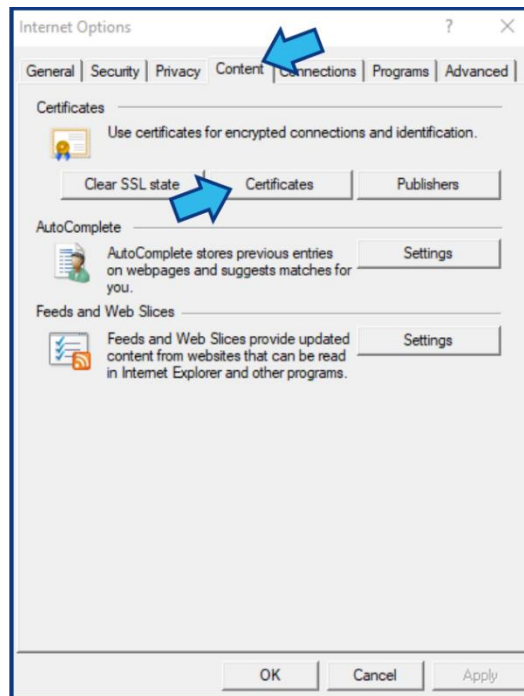 Internet Options
?
General Security Privacy Content Connections Programs Advanced
Certificates
Use certificates for encrypted connections and identification.
Clear SSL state Certificates Publishers
AutoComplete
AutoComplete stores previous entries
on webpages and suggests matches for
you.
Settings
Feeds and Web Slices
Feeds and Web Slices provide updated
content from websites that can be read
in Internet Explorer and other programs.
Settings
OK Cancel Apply